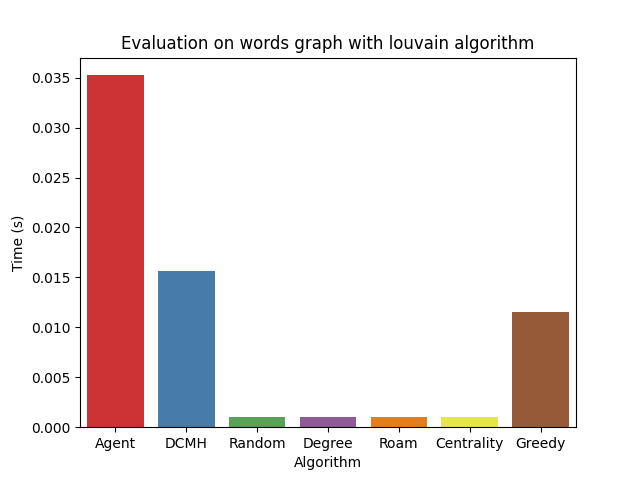 Evaluation on words graph with louvain algorithm
0.035
0.030
0.025
0.020
0.015
0.010
0.005
0.000
Time (s)
Agent DCMH Random Degree Roam Centrality Greedy
Algorithm